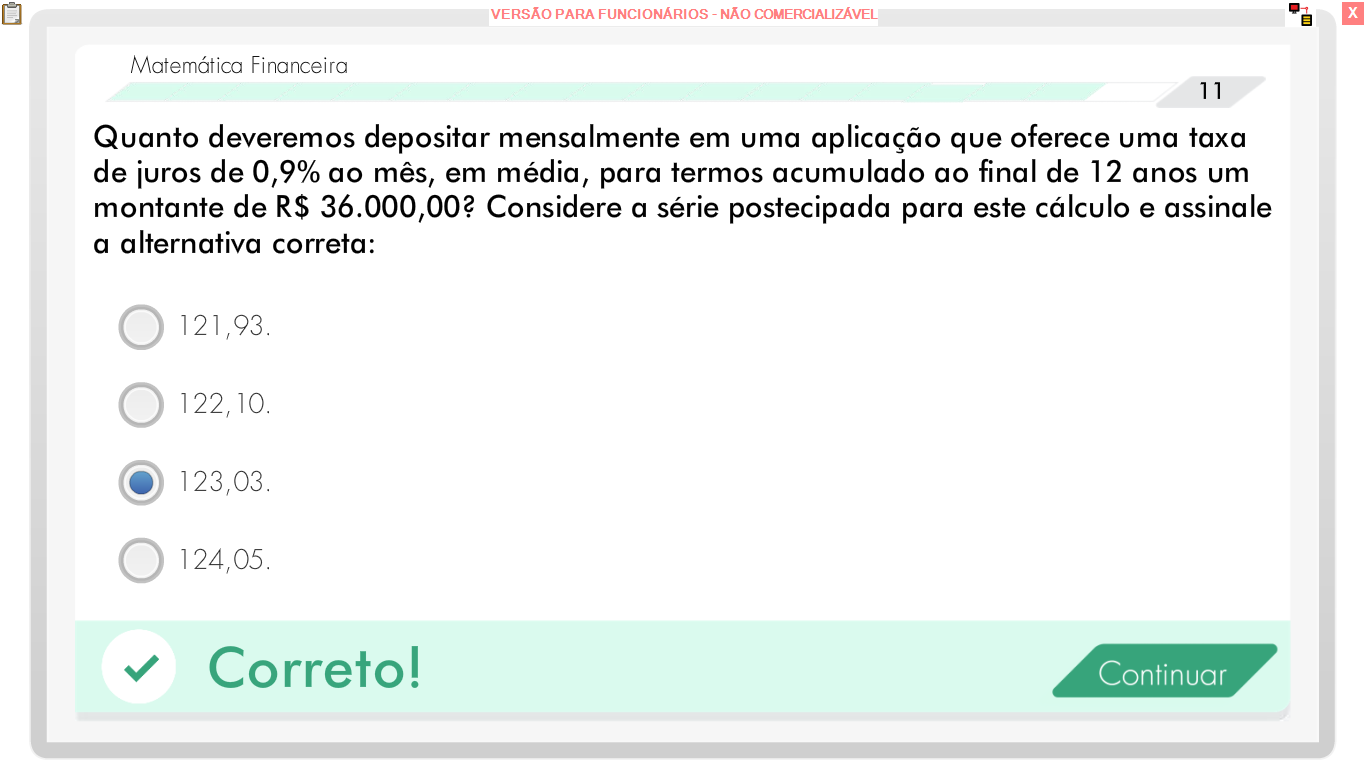 VERSÃO PARA FUNCIONÁRIOS - NÃO COMERCIALIZÁVEL
X
Matemática Financeira
11
Quanto deveremos depositar mensalmente em uma aplicação que oferece uma taxa
de juros de 0,9% ao mês, em média, para termos acumulado ao final de 12 anos um
montante de R$ 36.000,00? Considere a série postecipada para este cálculo e assinale
a alternativa correta:
121,93.
122,10.
123,03.
124,05.
Correto!
Continuar